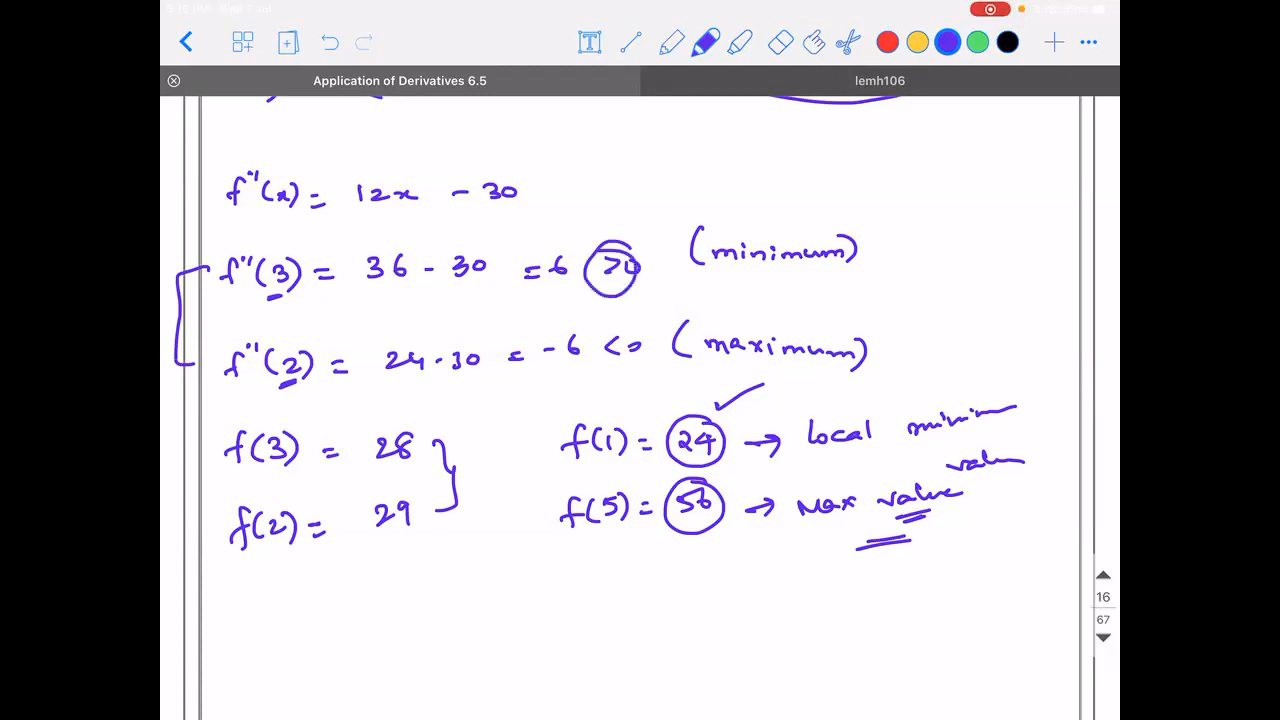 Application of Derivatives 6.5
lemh106
f''(x) = 12x - 30
f''(3) = 36 - 30 = 6 >0 (minimum)
f''(2) = 24 - 30 = -6 <0 (maximum)
f(3) = 28
f(1) = 24 → local minimum value
f(2) = 29
f(5) = 56 → Max value
16
67